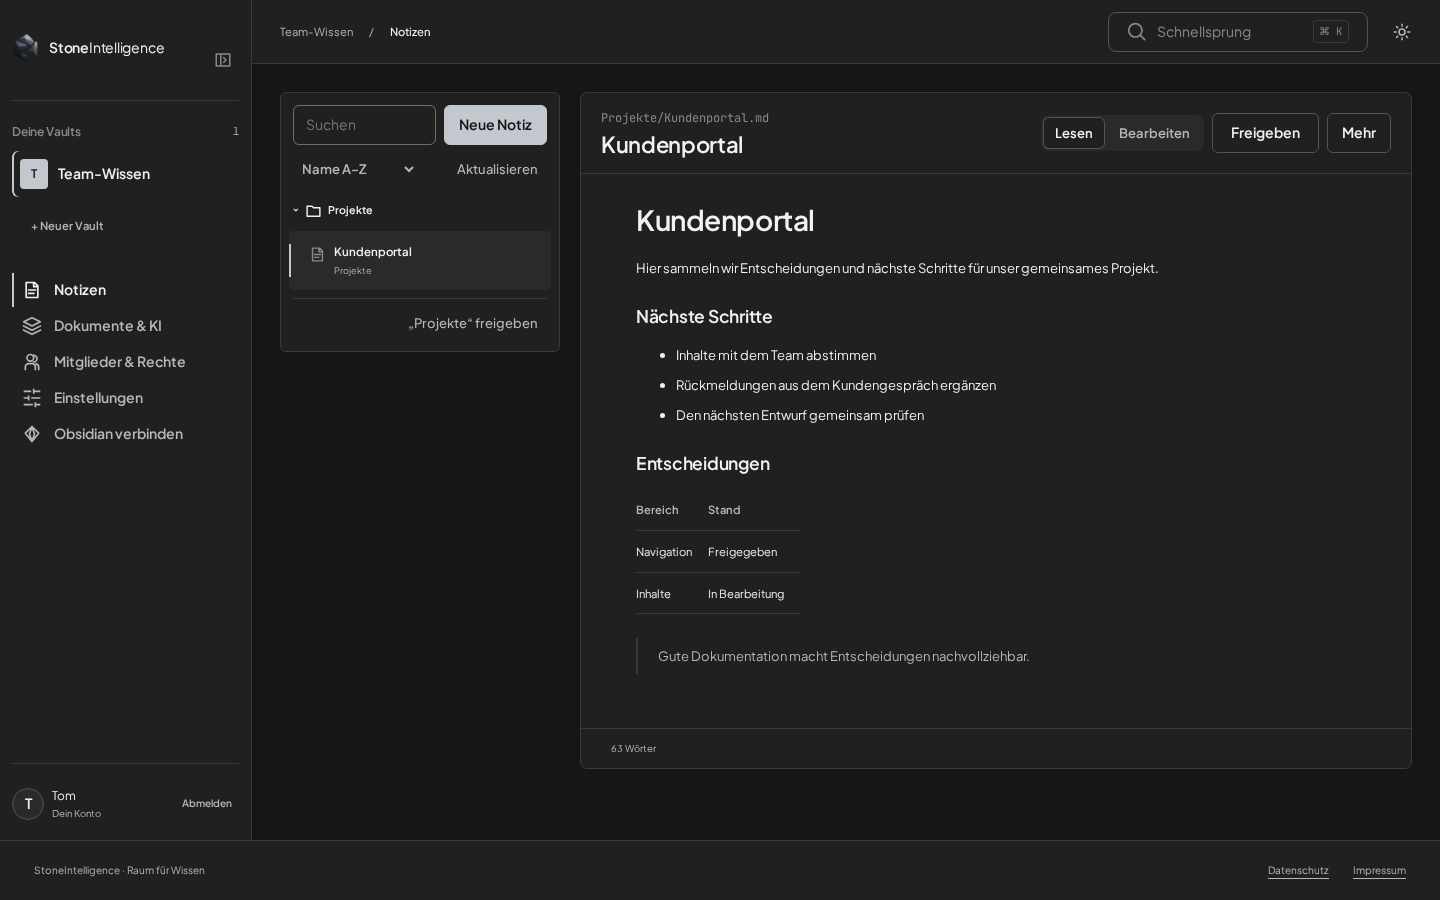 StoneIntelligence
Deine Vaults 1
T Team-Wissen
+ Neuer Vault
Notizen
Dokumente & KI
Mitglieder & Rechte
Einstellungen
Obsidian verbinden
T Tom
Dein Konto
Abmelden
Team-Wissen / Notizen
Schnellsprung ⌘ K
Suchen Neue Notiz
Name A–Z Aktualisieren
Projekte
Kundenportal
Projekte
„Projekte“ freigeben
Projekte/Kundenportal.md
Kundenportal
Lesen Bearbeiten Freigeben Mehr
Kundenportal
Hier sammeln wir Entscheidungen und nächste Schritte für unser gemeinsames Projekt.
Nächste Schritte
Inhalte mit dem Team abstimmen
Rückmeldungen aus dem Kundengespräch ergänzen
Den nächsten Entwurf gemeinsam prüfen
Entscheidungen
Bereich Stand
Navigation Freigegeben
Inhalte In Bearbeitung
Gute Dokumentation macht Entscheidungen nachvollziehbar.
63 Wörter
StoneIntelligence · Raum für Wissen
Datenschutz Impressum